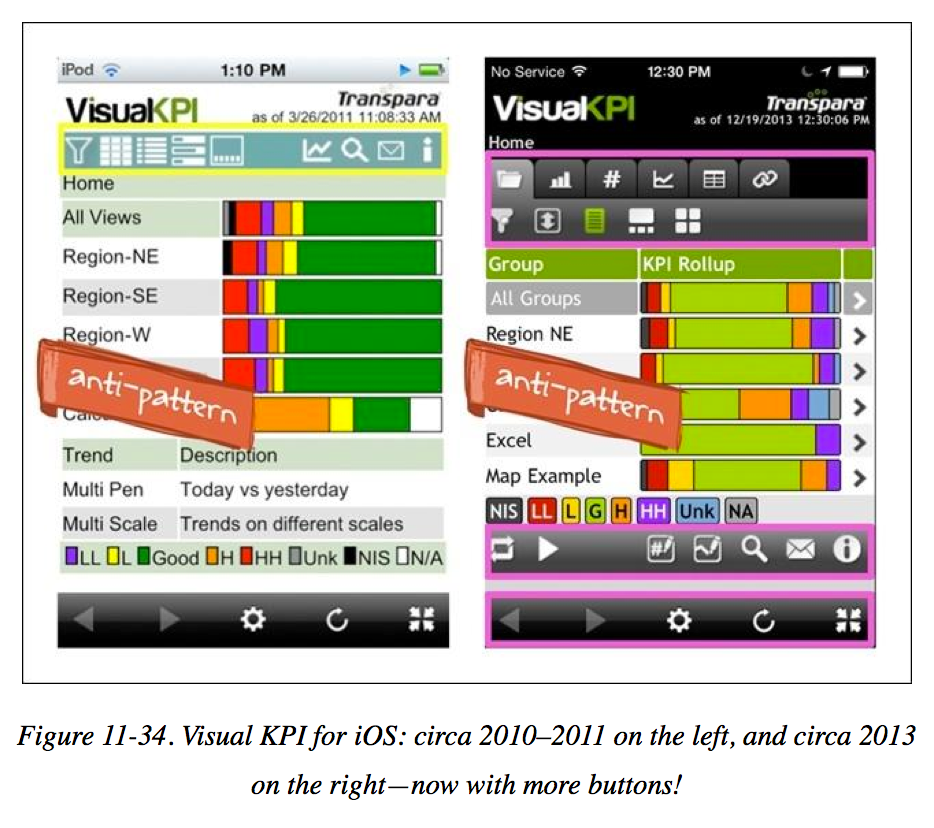 iPod 1:10 PM
VisualKPI Transpara
as of 3/26/2011 11:08:33 AM
Home
All Views
Region-NE
Region-SE
Region-W
anti-pattern
Trend Description
Multi Pen Today vs yesterday
Multi Scale Trends on different scales
LL L Good H HH Unk NIS N/A
No Service 12:30 PM
VisualKPI Transpara
as of 12/19/2013 12:30:06 PM
Home
#
Group KPI Rollup
All Groups
Region NE
anti-pattern
Excel
Map Example
NIS LL L G H HH Unk NA
#
Figure 11-34. Visual KPI for iOS: circa 2010–2011 on the left, and circa 2013
on the right—now with more buttons!